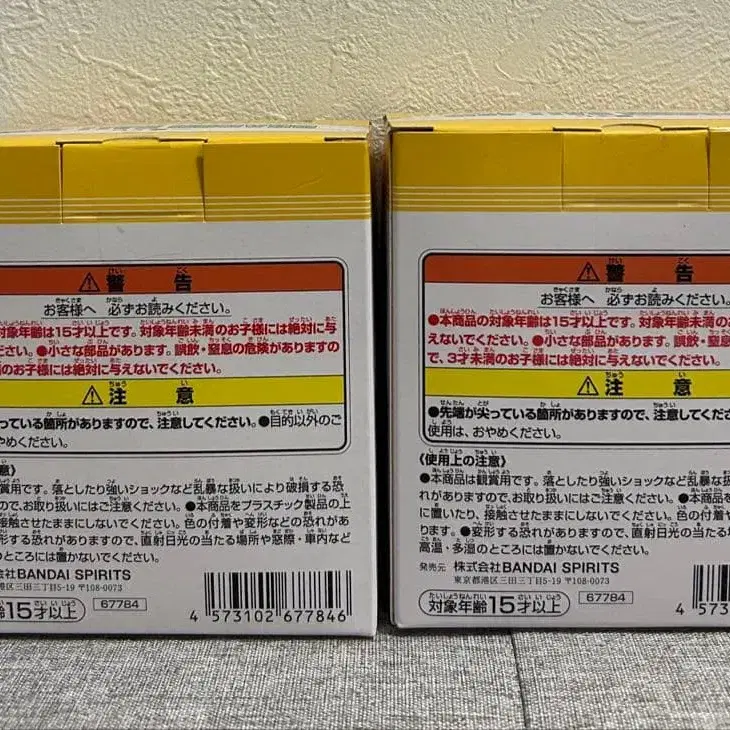 ⚠警告
お客様へ 必ずお読みください。
対象年齢は15才以上です。対象年齢未満のお子様には絶対に与
ださい。●小さな部品があります。誤飲・窒息の危険がありますの
のお子様には絶対に与えないでください。
⚠注意
っている箇所がありますので、注意してください。●目的以外のご
おやめください。
意〉
賞用です。落としたり強いショックなど乱暴な扱いにより破損する恐
ので、お取り扱いにはご注意ください。●本商品をプラスチック製品の上
接触させたままにしないでください。色の付着や変形などの恐れがあ
形する恐れがありますので、直射日光の当たる場所や窓際・車内など
のところには置かないでください。
会社BANDAI SPIRITS
港区三田三丁目5-19 〒108-0073
齢15才以上
67784
4 573102 677846
⚠警告
お客様へ 必ずお読みください。
●本商品の対象年齢は15才以上です。対象年齢未満の
えないでください。●小さな部品があります。誤飲・窒息
で、3才未満のお子様には絶対に与えないでください。
⚠注意
●先端が尖っている箇所がありますので、注意してくださ
使用は、おやめください。
〈使用上の注意〉
●本商品は観賞用です。落としたり強いショックなど乱暴な扱
れがありますので、お取り扱いにはご注意ください。●本商品を
に置いたり、接触させたままにしないでください。色の付着や
ります。●変形する恐れがありますので、直射日光の当たる場
高温・多湿のところには置かないでください。
発売元 株式会社BANDAI SPIRITS
東京都港区三田三丁目5-19 〒108-0073
対象年齢15才以上
67784
4 573